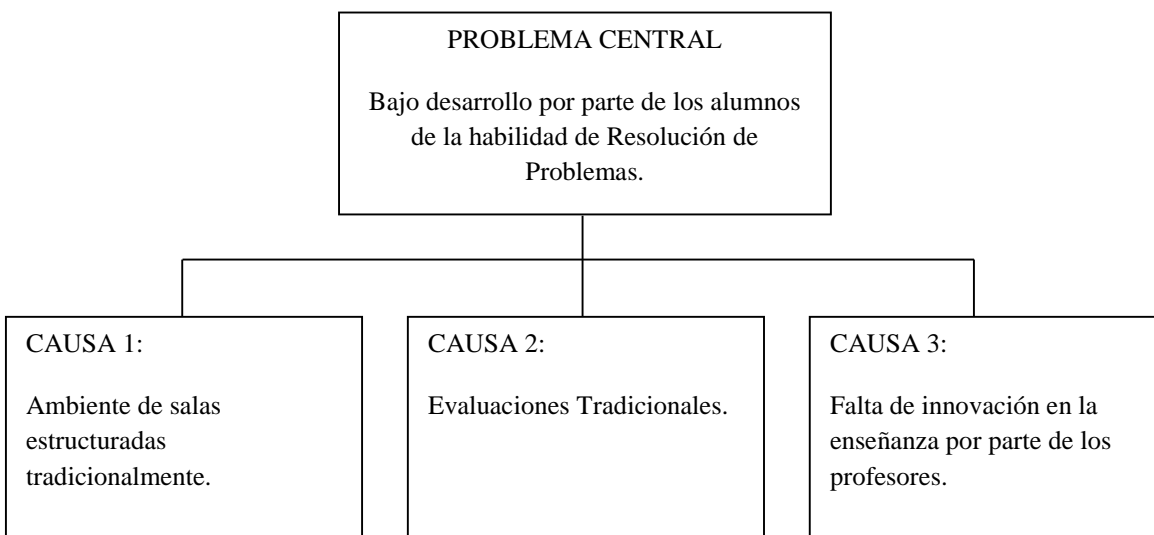 PROBLEMA CENTRAL
Bajo desarrollo por parte de los alumnos
de la habilidad de Resolución de
Problemas.
CAUSA 1:
Ambiente de salas
estructuradas
tradicionalmente.
CAUSA 2:
Evaluaciones Tradicionales.
CAUSA 3:
Falta de innovación en la
enseñanza por parte de los
profesores.